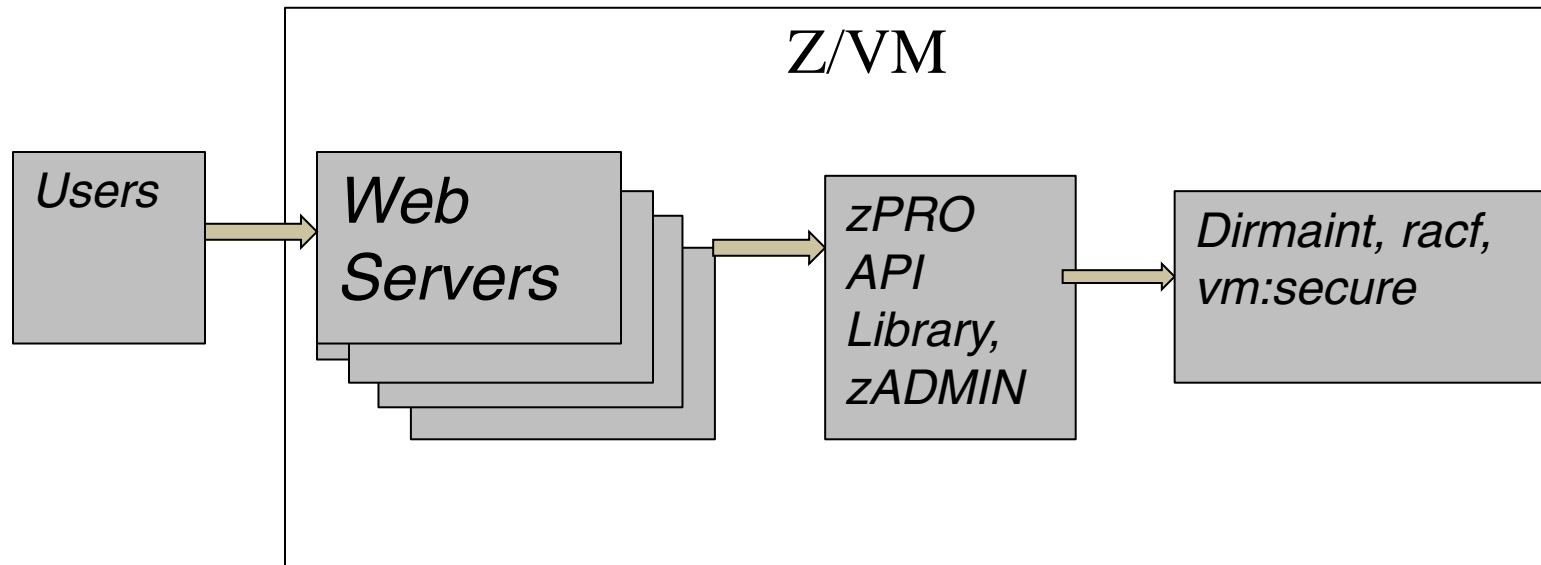 Z/VM
Users
Web
Servers
zPRO
API
Library,
zADMIN
Dirmaint, racf,
vm:secure